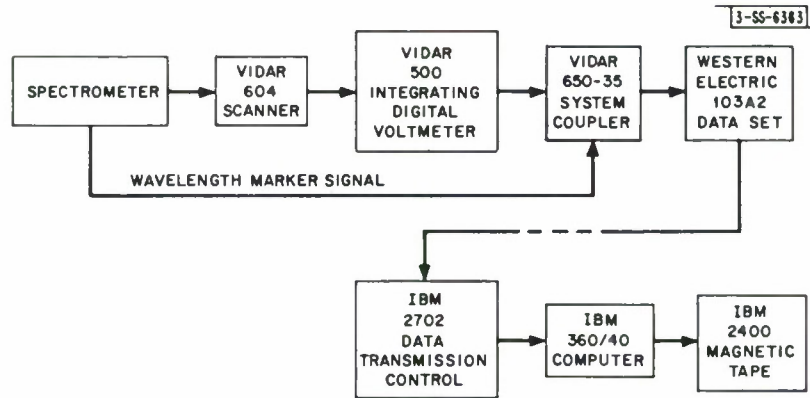 3-SS-6363
SPECTROMETER
VIDAR
604
SCANNER
VIDAR
500
INTEGRATING
DIGITAL
VOLTMETER
VIDAR
650-35
SYSTEM
COUPLER
WESTERN
ELECTRIC
103A2
DATA SET
WAVELENGTH MARKER SIGNAL
IBM
2702
DATA
TRANSMISSION
CONTROL
IBM
360/40
COMPUTER
IBM
2400
MAGNETIC
TAPE